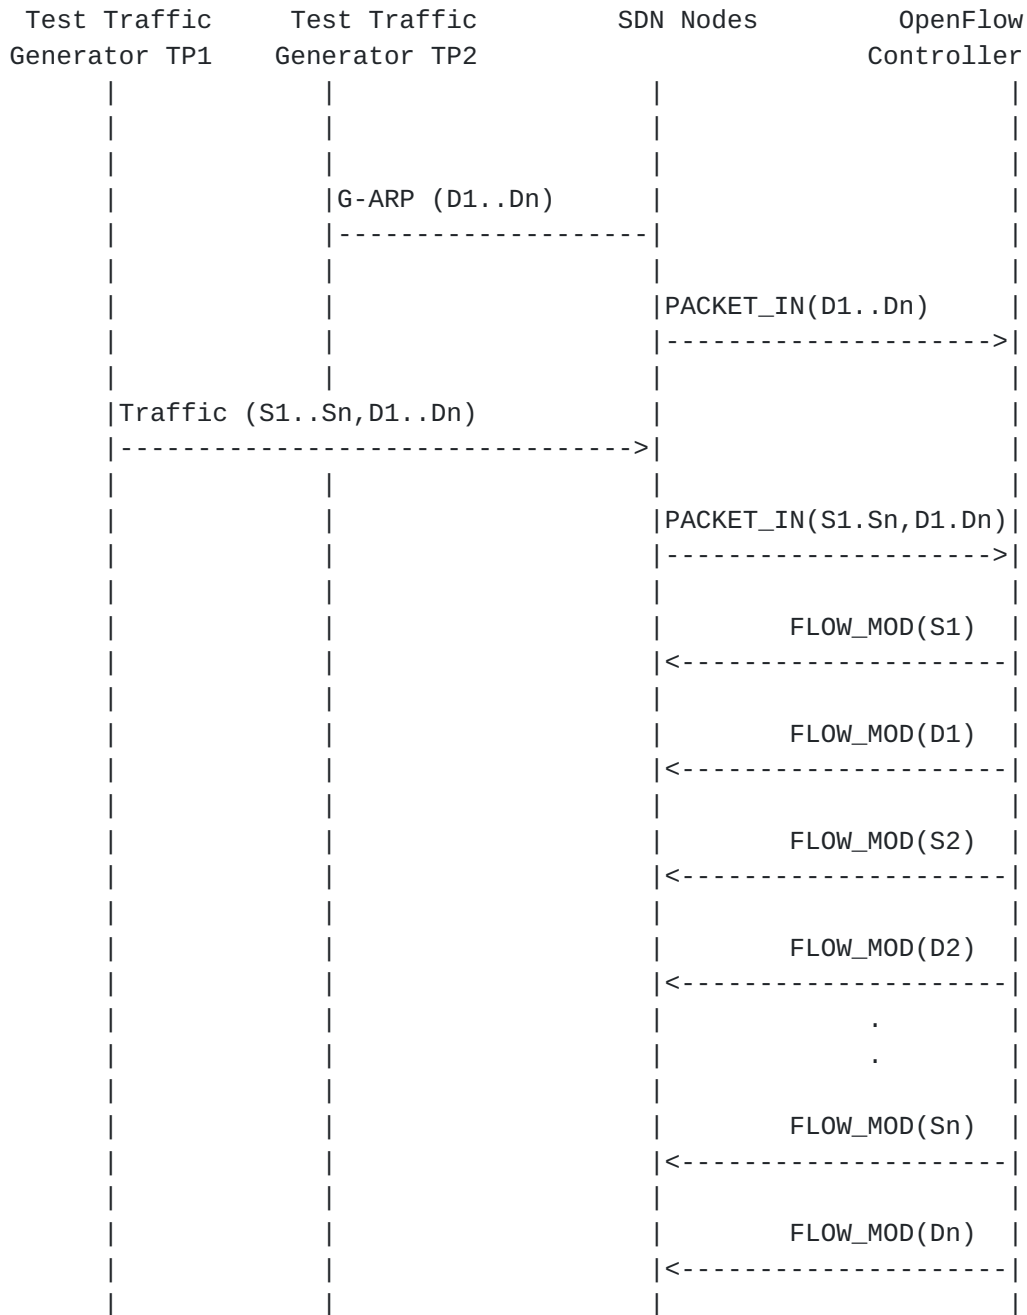 Test Traffic     Test Traffic         SDN Nodes         OpenFlow
Generator TP1    Generator TP2                         Controller
G-ARP (D1..Dn)
PACKET_IN(D1..Dn)
Traffic (S1..Sn,D1..Dn)
PACKET_IN(S1.Sn,D1.Dn)
FLOW_MOD(S1)
FLOW_MOD(D1)
FLOW_MOD(S2)
FLOW_MOD(D2)
.
.
FLOW_MOD(Sn)
FLOW_MOD(Dn)